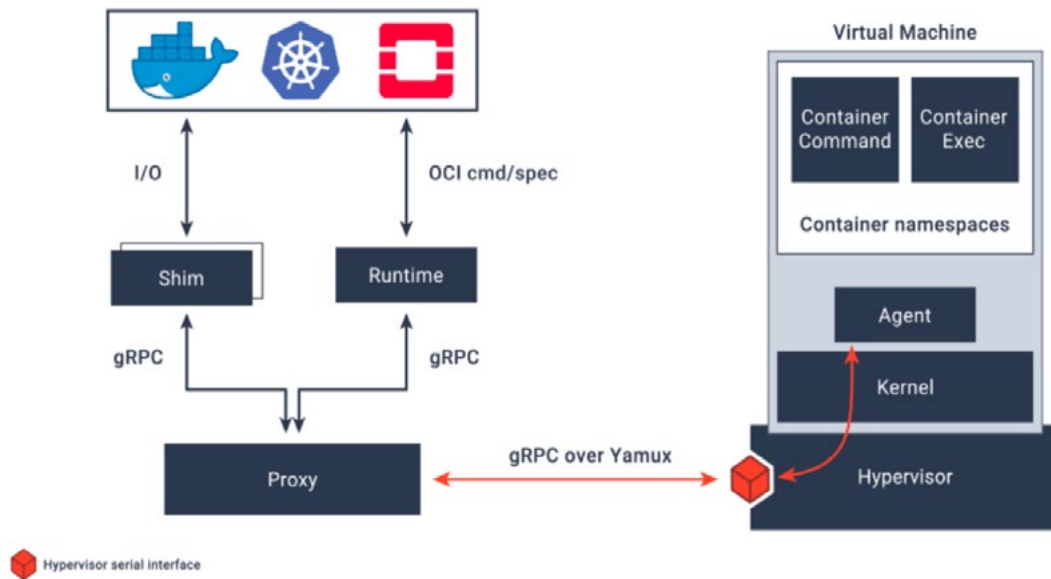 Virtual Machine
Container
Command
Container
Exec
I/O
OCI cmd/spec
Container namespaces
Shim
Runtime
Agent
gRPC
gRPC
Kernel
gRPC over Yamux
Proxy
Hypervisor
Hypervisor serial interface